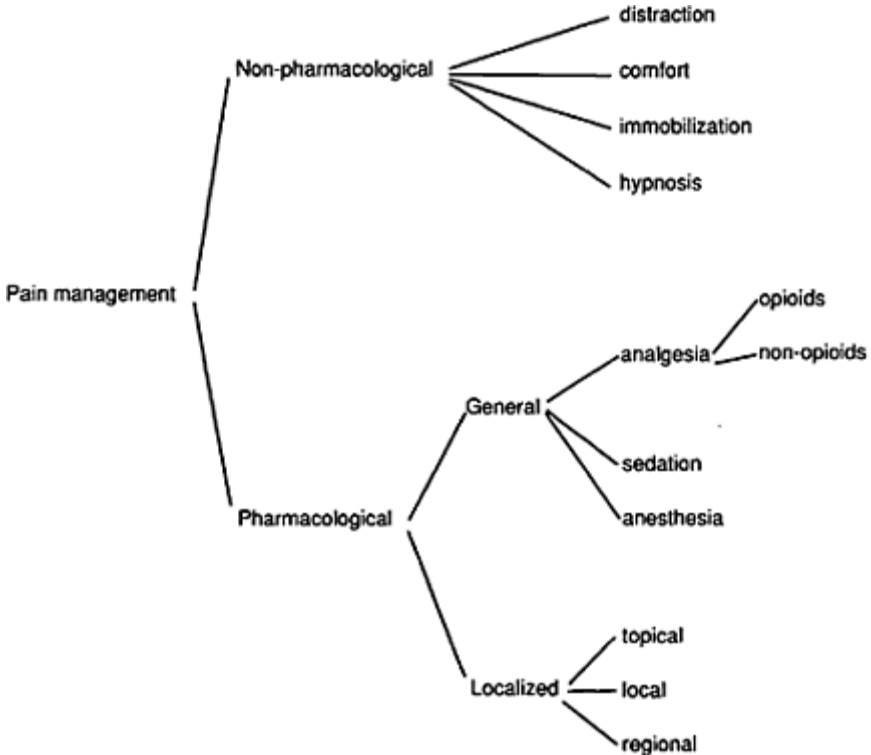 distraction
Non-pharmacological
comfort
immobilization
hypnosis
Pain management
opioids
analgesia
non-opioids
General
sedation
Pharmacological
anesthesia
topical
Localized
local
regional